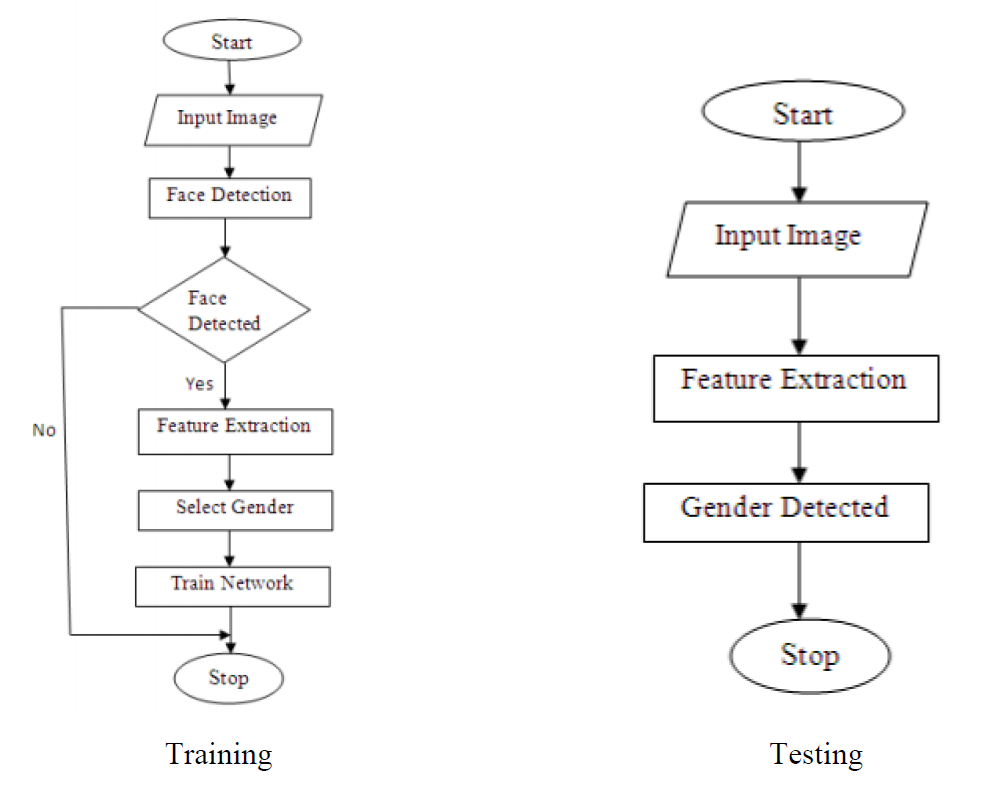 Start
Input Image
Face Detection
Face
Detected
Yes
No
Feature Extraction
Select Gender
Train Network
Stop
Training
Start
Input Image
Feature Extraction
Gender Detected
Stop
Testing